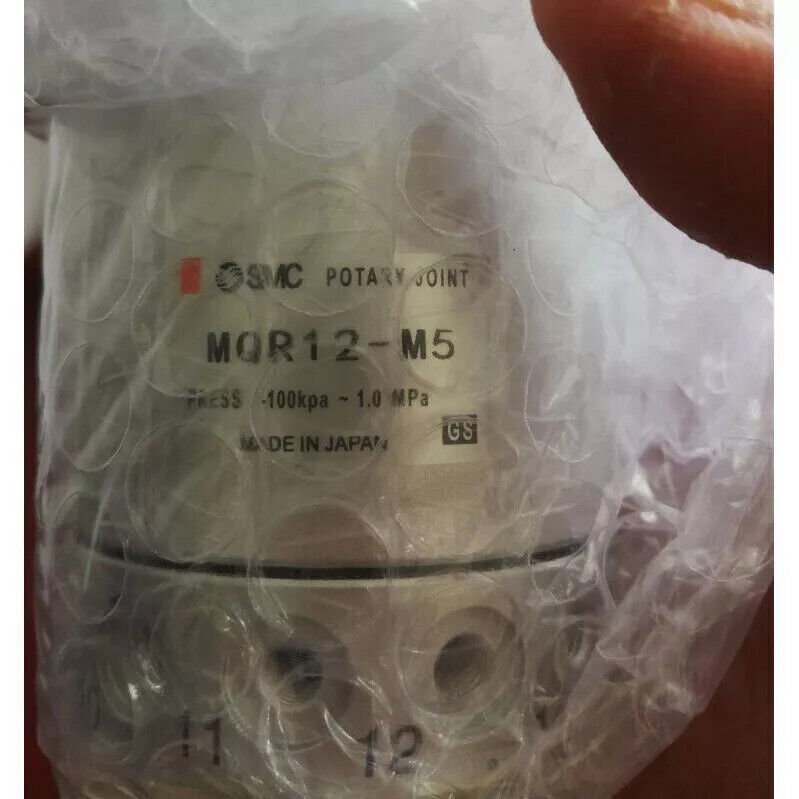 SMC POTARY JOINT
MQR12-M5
PRESS -100kpa ~ 1.0 MPa
MADE IN JAPAN GS
11 12